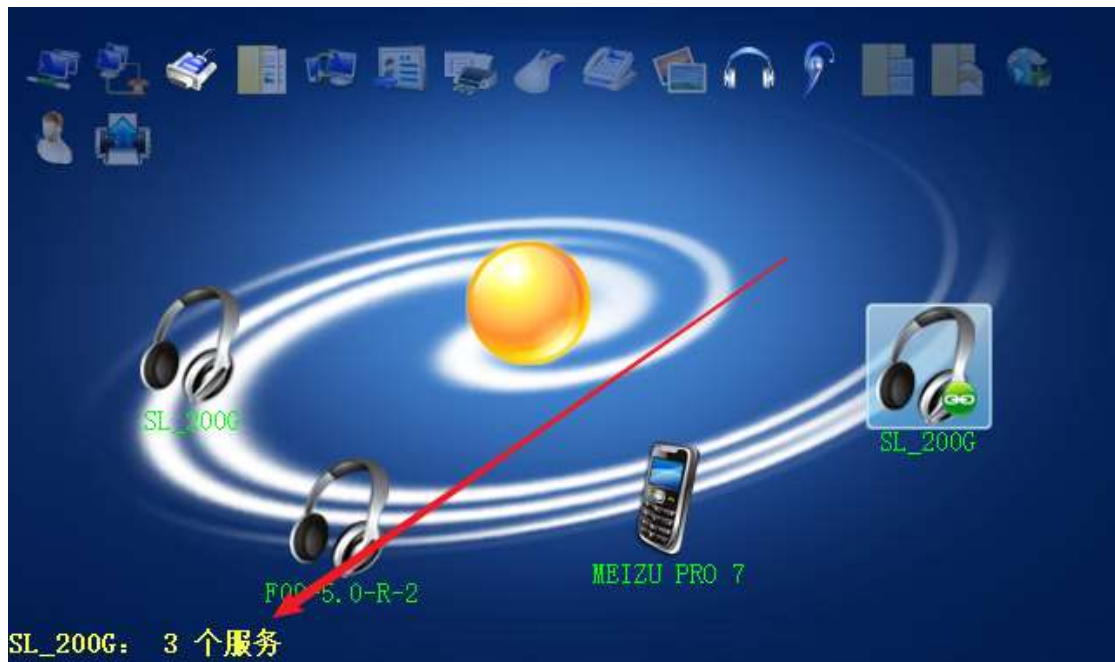 SL_200G
SL_200G
MEIZU PRO 7
F00-5.0-R-2
SL_200G: 3 个服务